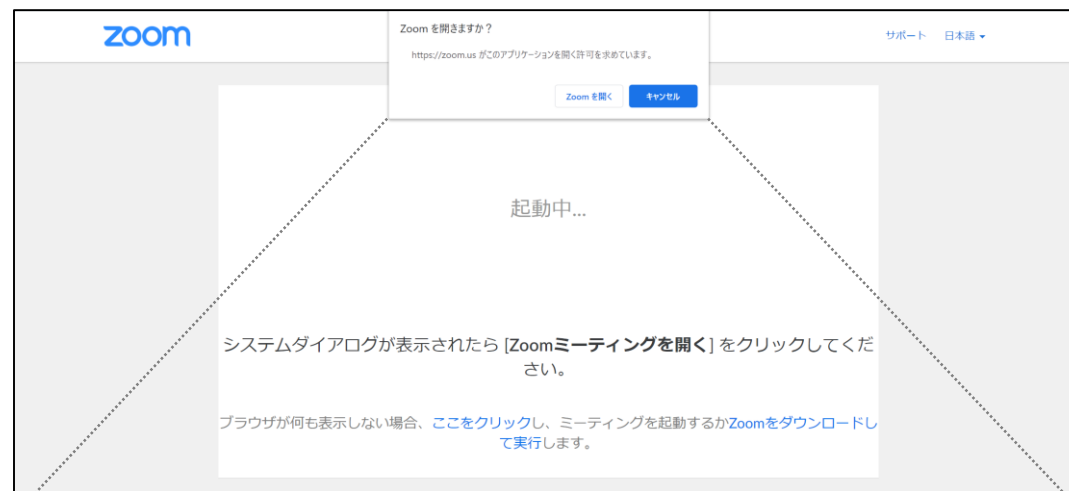 zoom
サポート 日本語
Zoom を開きますか？
https://zoom.us がこのアプリケーションを開く許可を求めています。
Zoom を開く キャンセル
起動中...
システムダイアログが表示されたら [Zoomミーティングを開く] をクリックしてくだ
さい。
ブラウザが何も表示しない場合、ここをクリックし、ミーティングを起動するかZoomをダウンロードし
て実行します。